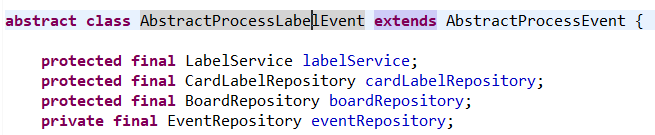 abstract class AbstractProcessLabelEvent extends AbstractProcessEvent {
protected final LabelService labelService;
protected final CardLabelRepository cardLabelRepository;
protected final BoardRepository boardRepository;
private final EventRepository eventRepository;